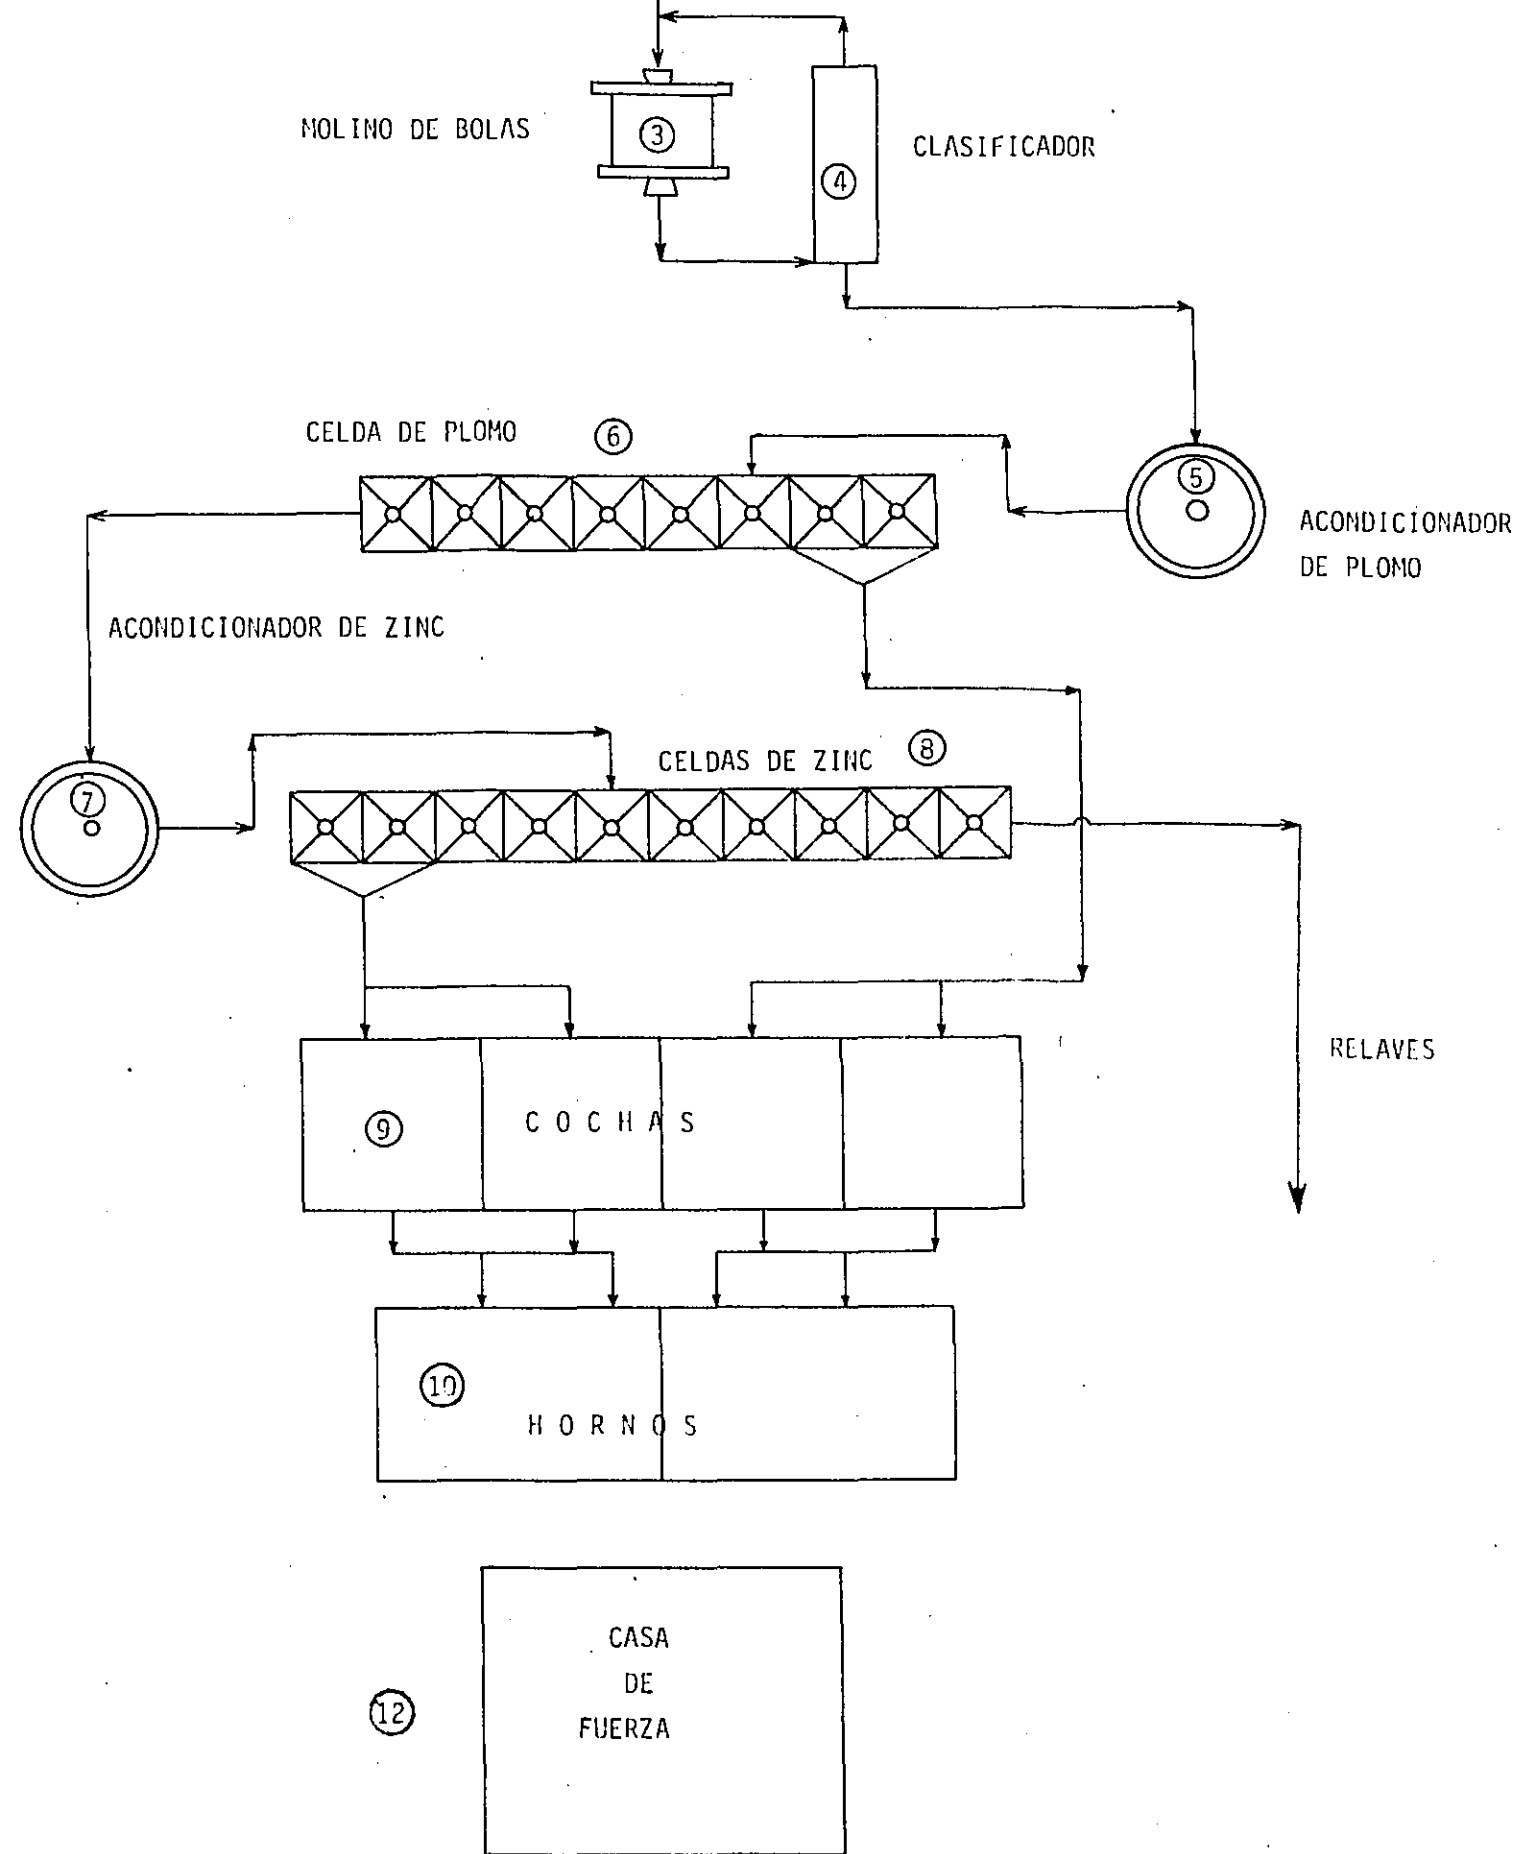 MOLINO DE BOLAS
3
CLASIFICADOR
4
CELDA DE PLOMO
6
5
ACONDICIONADOR
DE PLOMO
ACONDICIONADOR DE ZINC
7
CELDAS DE ZINC
8
RELAVES
9
C O C H A S
10
H O R N O S
CASA
DE
FUERZA
12